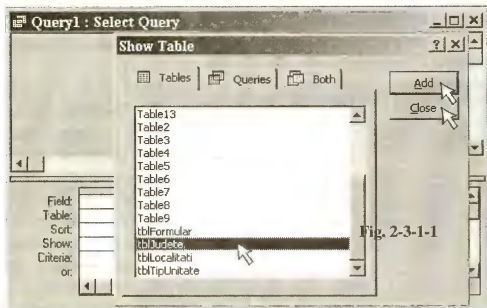 Query1 : Select Query
Show Table
Tables
Queries
Both
Add
Close
Table13
Table2
Table3
Table4
Table5
Table6
Table7
Table8
Table9
tblFormular
tblJudete
tblLocalitati
tblTipUnitate
Fig. 2-3-1-1
Field:
Table:
Sort:
Show:
Criteria:
or: